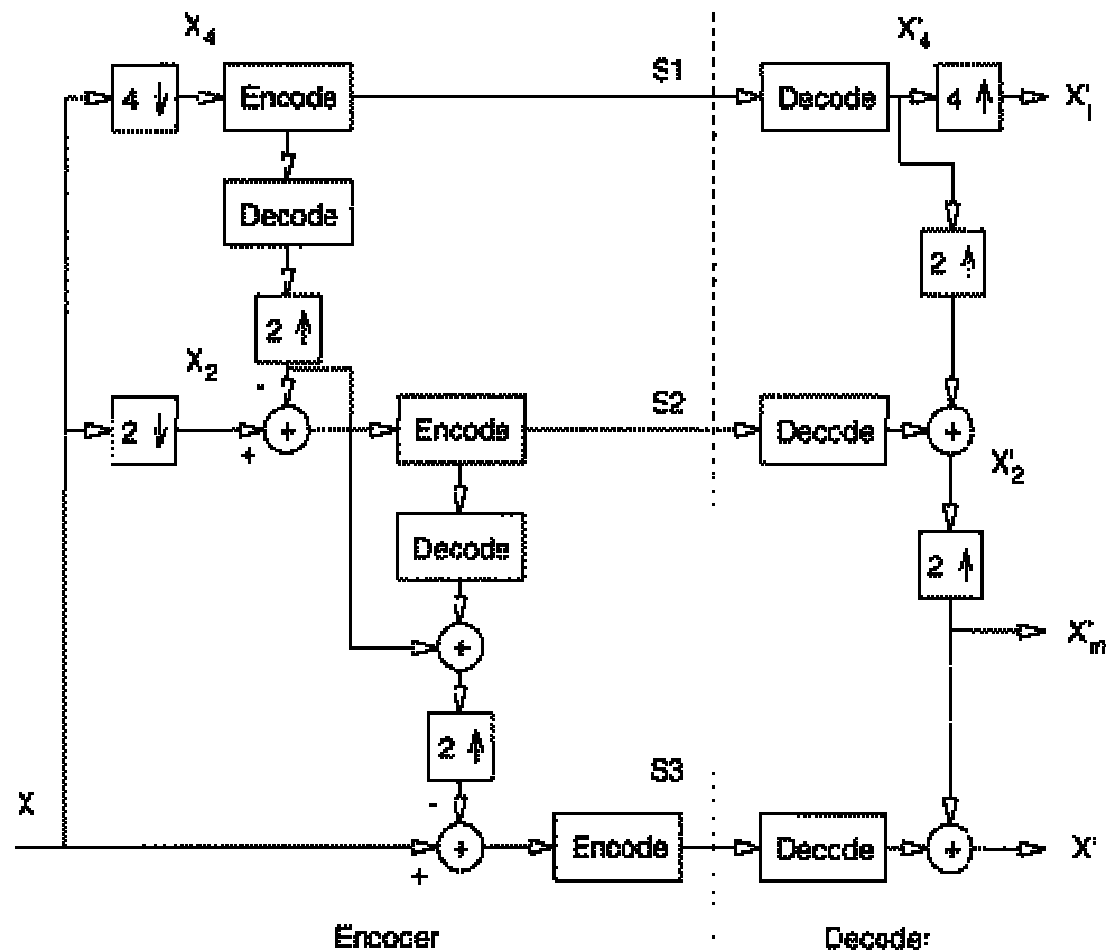 X4 X'4
4 ↓ Encode S1 Decode 4 ↑ X'l
Decode
2 ↑
2 ↑
X2
-
2 ↓ + + Encode S2 Decode +
X'2
Decode
2 ↑
+
X'm
2 ↑
S3
X
-
+ + Encode Decode + X'
Encoder Decoder